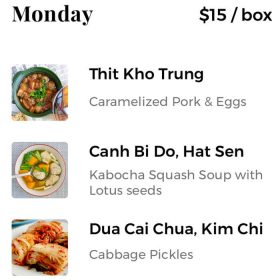 Monday $15 / box
Thit Kho Trung
Caramelized Pork & Eggs
Canh Bi Do, Hat Sen
Kabocha Squash Soup with
Lotus seeds
Dua Cai Chua, Kim Chi
Cabbage Pickles